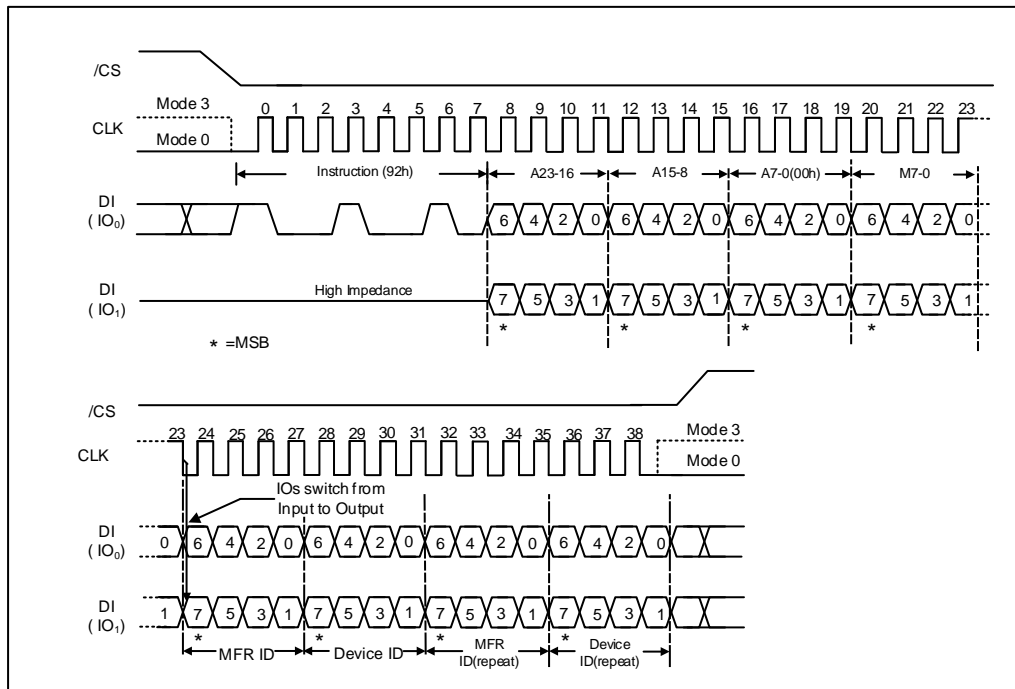 /CS
Mode 3
0 1 2 3 4 5 6 7 8 9 10 11 12 13 14 15 16 17 18 19 20 21 22 23
CLK
Mode 0
Instruction (92h) A23-16 A15-8 A7-0(00h) M7-0
DI
( IO0)
6 4 2 0 6 4 2 0 6 4 2 0 6 4 2 0
DI
( IO1)
High Impedance
7 5 3 1 7 5 3 1 7 5 3 1 7 5 3 1
* * * *
* =MSB
/CS
23 24 25 26 27 28 29 30 31 32 33 34 35 36 37 38
Mode 3
CLK
Mode 0
IOs switch from
Input to Output
DI
( IO0)
0 6 4 2 0 6 4 2 0 6 4 2 0 6 4 2 0
DI
( IO1)
1 7 5 3 1 7 5 3 1 7 5 3 1 7 5 3 1
* * * *
MFR ID Device ID MFR
ID(repeat)
Device
ID(repeat)